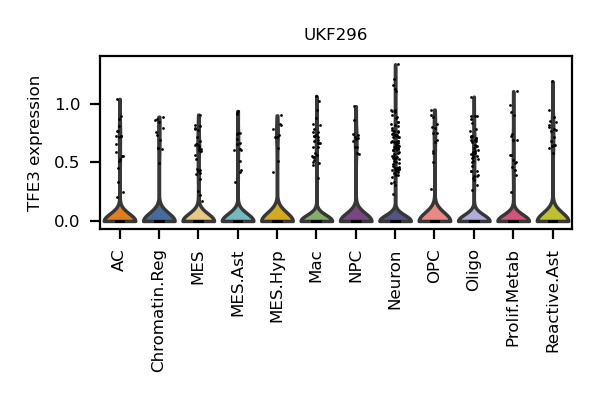 UKF296
TFE3 expression
1.0
0.5
0.0
AC
Chromatin.Reg
MES
MES.Ast
MES.Hyp
Mac
NPC
Neuron
OPC
Oligo
Prolif.Metab
Reactive.Ast